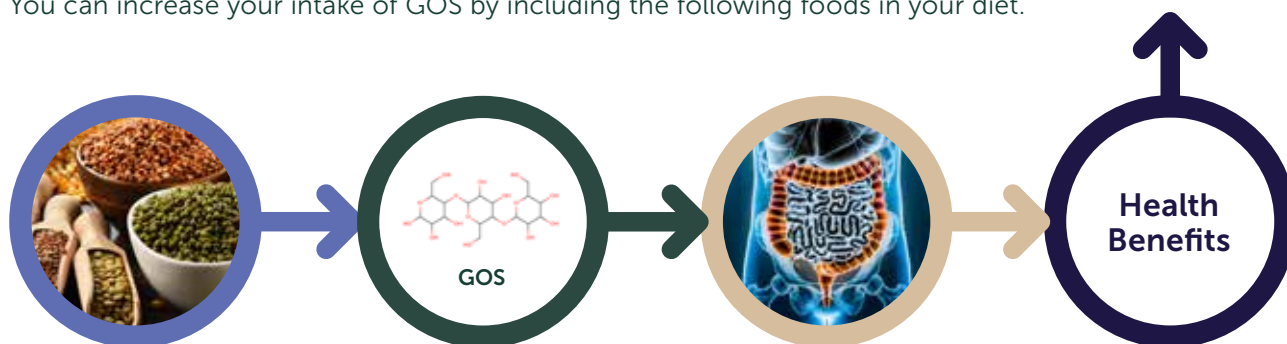 You can increase your intake of GOS by including the following foods in your diet.
GOS
Health
Benefits